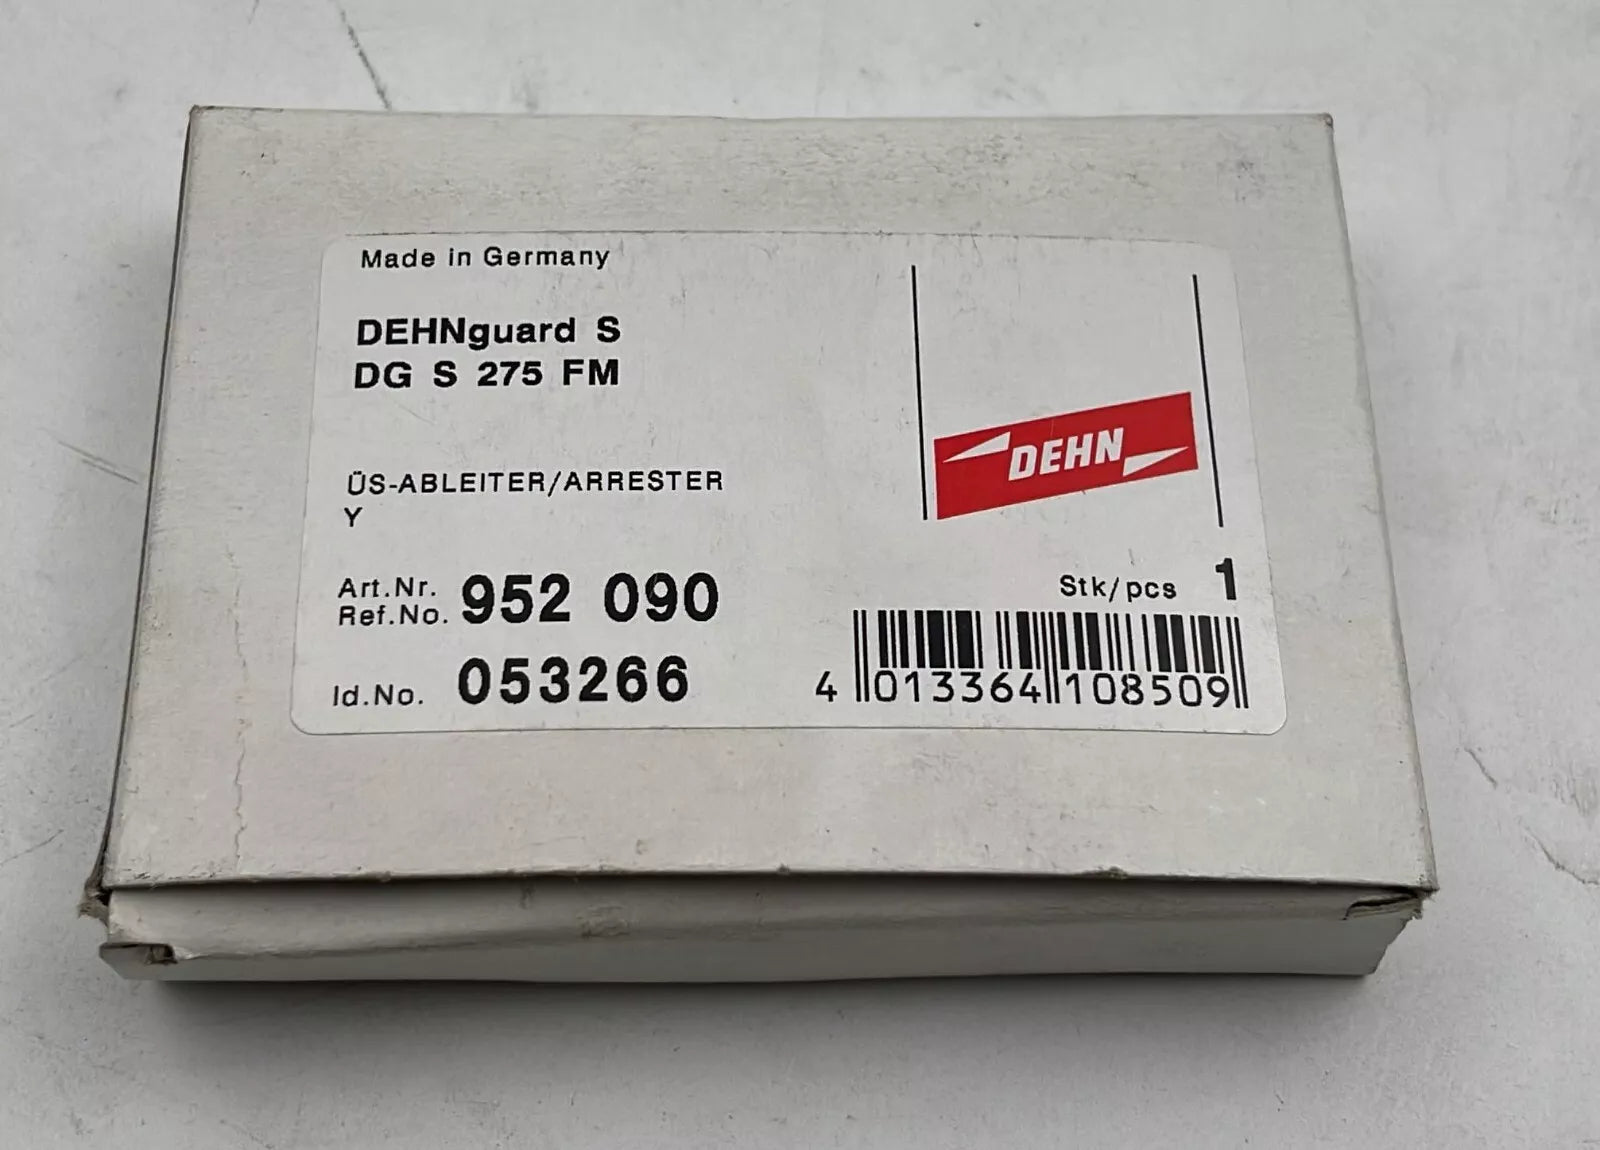 Made in Germany
DEHNguard S
DG S 275 FM
DEHN
ÜS-ABLEITER/ARRESTER
Y
Art.Nr.
Ref.No. 952 090
Stk/pcs 1
Id.No. 053266
4 013364 108509